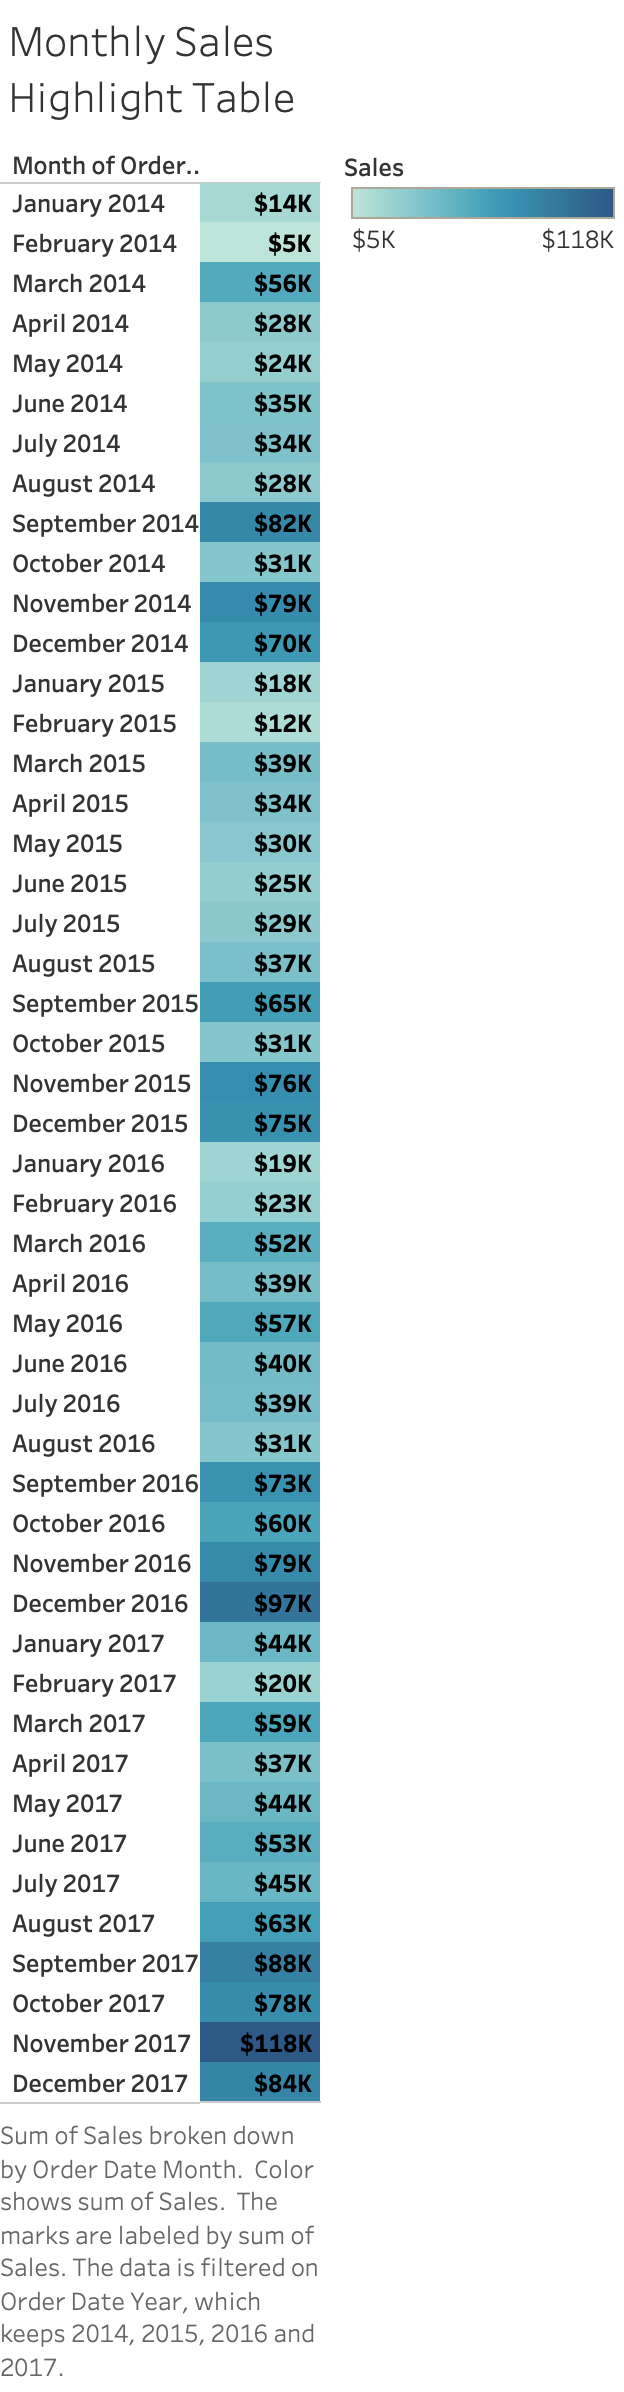 Monthly Sales
Highlight Table
Month of Order..
Sales
$5K $118K
January 2014 $14K
February 2014 $5K
March 2014 $56K
April 2014 $28K
May 2014 $24K
June 2014 $35K
July 2014 $34K
August 2014 $28K
September 2014 $82K
October 2014 $31K
November 2014 $79K
December 2014 $70K
January 2015 $18K
February 2015 $12K
March 2015 $39K
April 2015 $34K
May 2015 $30K
June 2015 $25K
July 2015 $29K
August 2015 $37K
September 2015 $65K
October 2015 $31K
November 2015 $76K
December 2015 $75K
January 2016 $19K
February 2016 $23K
March 2016 $52K
April 2016 $39K
May 2016 $57K
June 2016 $40K
July 2016 $39K
August 2016 $31K
September 2016 $73K
October 2016 $60K
November 2016 $79K
December 2016 $97K
January 2017 $44K
February 2017 $20K
March 2017 $59K
April 2017 $37K
May 2017 $44K
June 2017 $53K
July 2017 $45K
August 2017 $63K
September 2017 $88K
October 2017 $78K
November 2017 $118K
December 2017 $84K
Sum of Sales broken down
by Order Date Month.  Color
shows sum of Sales.  The
marks are labeled by sum of
Sales. The data is filtered on
Order Date Year, which
keeps 2014, 2015, 2016 and
2017.